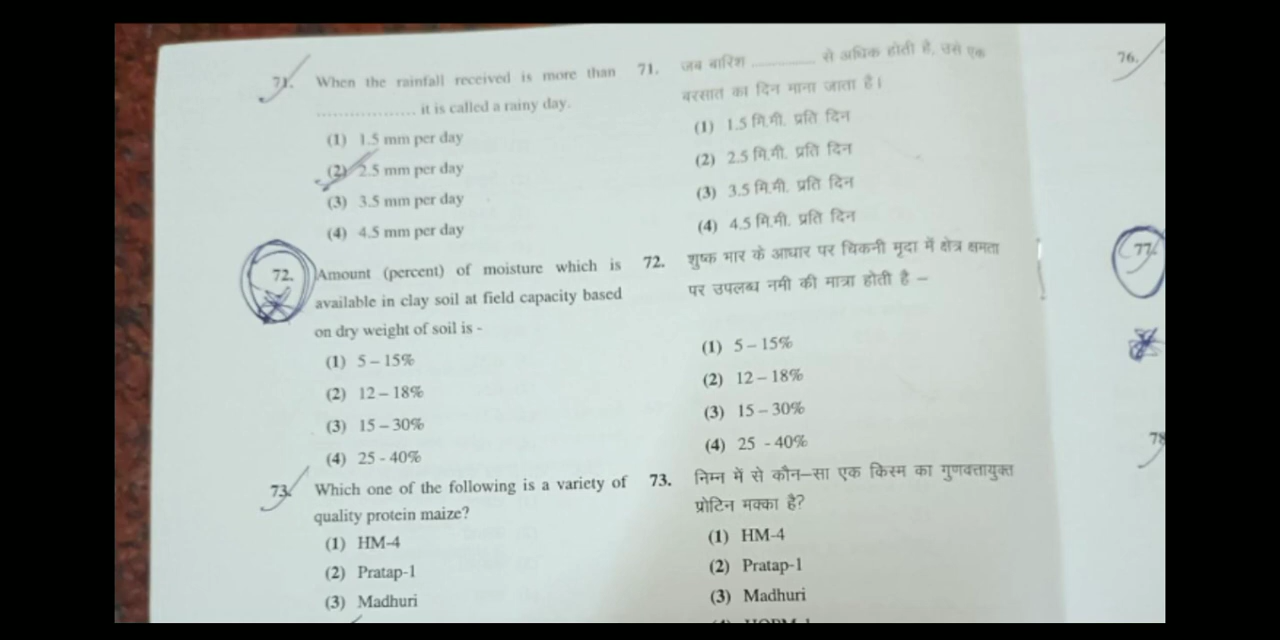 71. When the rainfall received is more than
................. it is called a rainy day.
(1) 1.5 mm per day
(2) 2.5 mm per day
(3) 3.5 mm per day
(4) 4.5 mm per day
72. Amount (percent) of moisture which is
available in clay soil at field capacity based
on dry weight of soil is -
(1) 5 – 15%
(2) 12 – 18%
(3) 15 – 30%
(4) 25 - 40%
73. Which one of the following is a variety of
quality protein maize?
(1) HM-4
(2) Pratap-1
(3) Madhuri
71. जब बारिश ________ से अधिक होती है, उसे एक
बरसात का दिन माना जाता है।
(1) 1.5 मि.मी. प्रति दिन
(2) 2.5 मि.मी. प्रति दिन
(3) 3.5 मि.मी. प्रति दिन
(4) 4.5 मि.मी. प्रति दिन
72. शुष्क भार के आधार पर चिकनी मृदा में क्षेत्र क्षमता
पर उपलब्ध नमी की मात्रा होती है –
(1) 5 – 15%
(2) 12 – 18%
(3) 15 – 30%
(4) 25 - 40%
73. निम्न में से कौन–सा एक किस्म का गुणवत्तायुक्त
प्रोटिन मक्का है?
(1) HM-4
(2) Pratap-1
(3) Madhuri
76.
77.
78